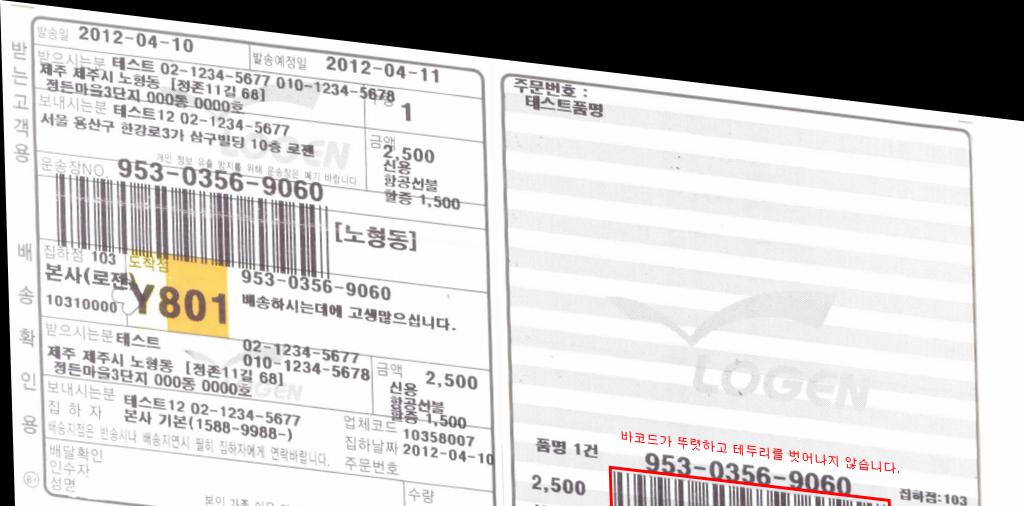 발송일 2012-04-10
발송예정일 2012-04-11
받는고객용
받으시는분 테스트 02-1234-5677 010-1234-5678
제주 제주시 노형동 [정존11길 68]
정든마을3단지 000동 0000호
1
보내시는분 테스트12 02-1234-5677
서울 용산구 한강로3가 삼구빌딩 10층 로젠
금액 2,500
신용
항공선불
할증 1,500
LOGEN
개인 정보 유출 방지를 위해 운송장은 폐기 바랍니다.
운송장NO. 953-0356-9060
[노형동]
배송확인용
집하점 103
도착점
953-0356-9060
본사(로젠)
Y801
10310000
배송하시는데에 고생많으십니다.
받으시는분 테스트
02-1234-5677
010-1234-5678
제주 제주시 노형동 [정존11길 68]
정든마을3단지 000동 0000호
금액 2,500
신용
항공선불
할증 1,500
LOGEN
보내시는분 테스트12 02-1234-5677
집하자 본사 기본(1588-9988-)
업체코드 10358007
배송지점은 반송시나 배송지연시 필히 집하자에게 연락바랍니다.
집하날짜 2012-04-10
주문번호
배달확인
인수자
성명
수량
주문번호 :
테스트품명
LOGEN
바코드가 뚜렷하고 테두리를 벗어나지 않습니다.
품명 1건
953-0356-9060
집하점:103
2,500